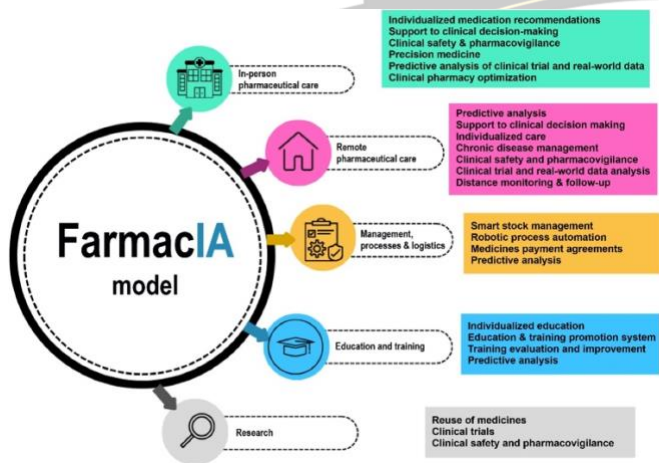 Individualized medication recommendations
Support to clinical decision-making
Clinical safety & pharmacovigilance
Precision medicine
Predictive analysis of clinical trial and real-world data
Clinical pharmacy optimization
In-person
pharmaceutical care
Predictive analysis
Support to clinical decision making
Individualized care
Chronic disease management
Clinical safety and pharmacovigilance
Clinical trial and real-world data analysis
Distance monitoring & follow-up
Remote
pharmaceutical care
FarmacIA
model
Management,
processes & logistics
Smart stock management
Robotic process automation
Medicines payment agreements
Predictive analysis
Education and training
Individualized education
Education & training promotion system
Training evaluation and improvement
Predictive analysis
Research
Reuse of medicines
Clinical trials
Clinical safety and pharmacovigilance